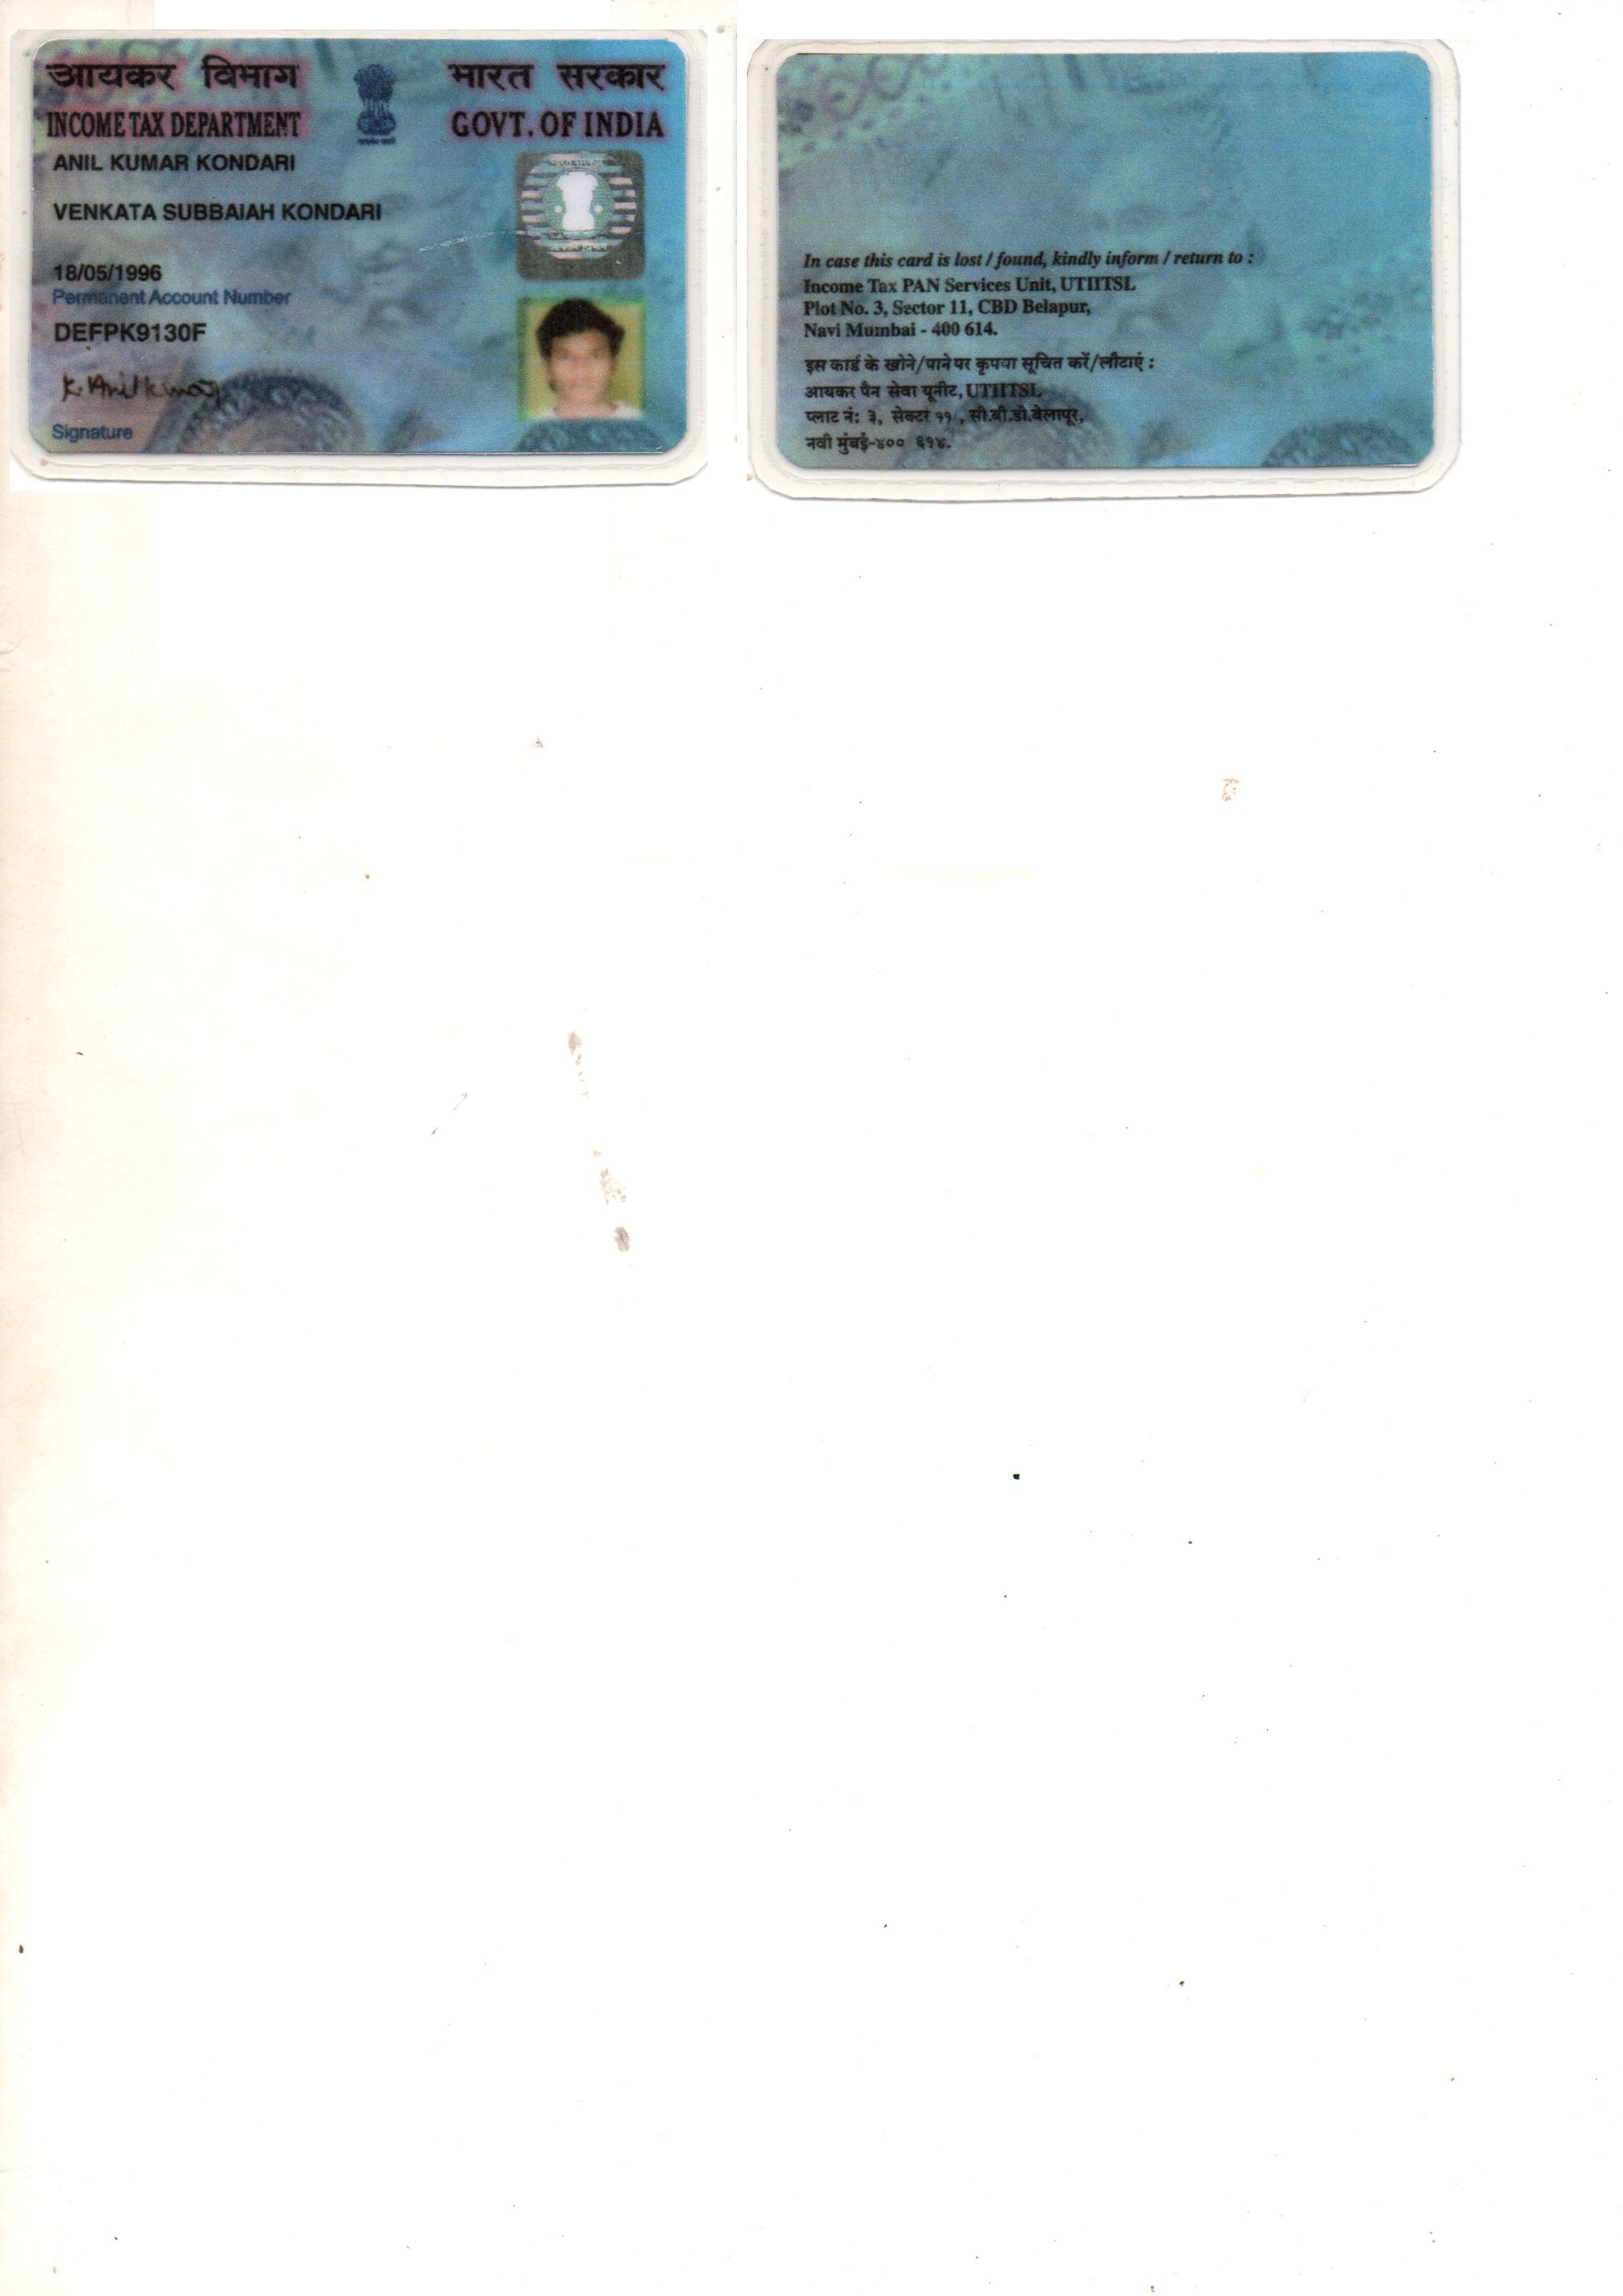 आयकर विभाग
भारत सरकार
INCOME TAX DEPARTMENT
GOVT. OF INDIA
ANIL KUMAR KONDARI
VENKATA SUBBAIAH KONDARI
18/05/1996
Permanent Account Number
DEFPK9130F
K. Anil kumar
Signature
In case this card is lost / found, kindly inform / return to :
Income Tax PAN Services Unit, UTIITSL
Plot No. 3, Sector 11, CBD Belapur,
Navi Mumbai - 400 614.
इस कार्ड के खोने/पाने पर कृपया सूचित करें/लौटाएं :
आयकर पैन सेवा यूनीट, UTIITSL
प्लाट नं: ३, सेक्टर ११ , सी.बी.डी.बेलापूर,
नवी मुंबई-४०० ६१४.